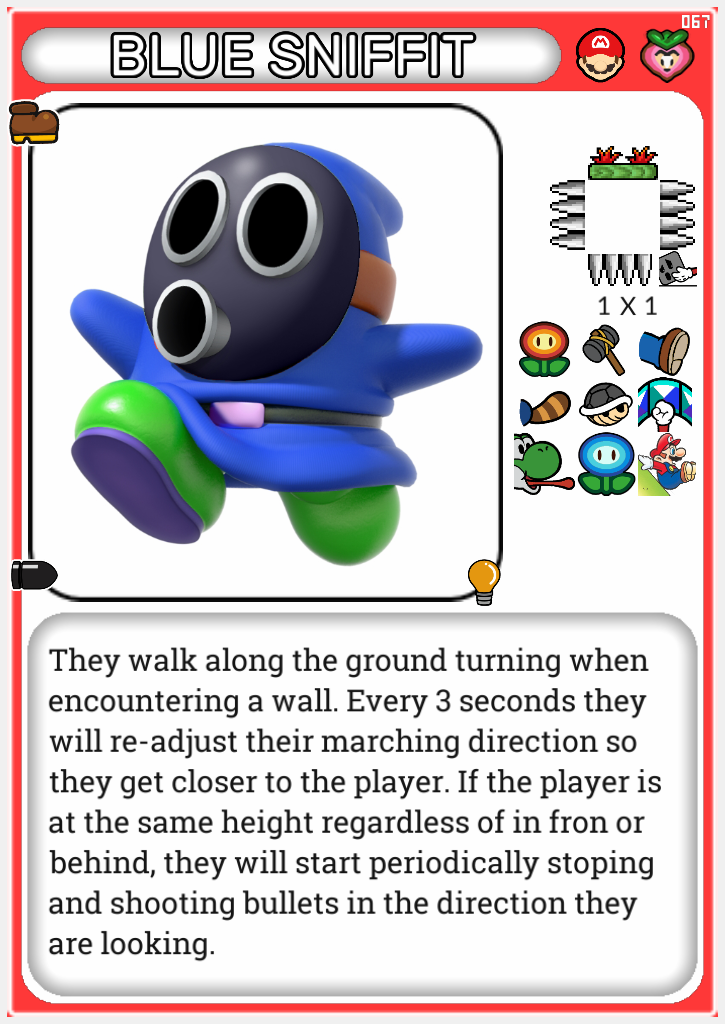 067
BLUE SNIFFIT
1 X 1
They walk along the ground turning when
encountering a wall. Every 3 seconds they
will re-adjust their marching direction so
they get closer to the player. If the player is
at the same height regardless of in fron or
behind, they will start periodically stoping
and shooting bullets in the direction they
are looking.